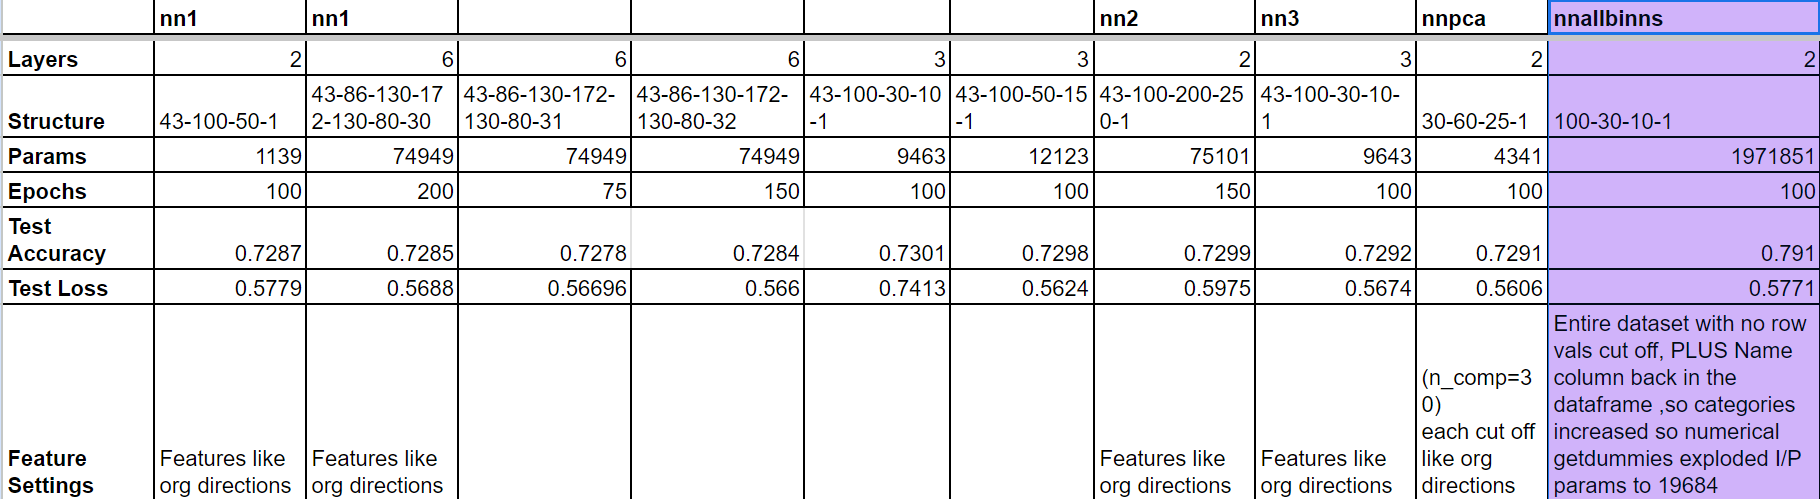 nn1 nn1 nn2 nn3 nnpca nnallbinns
Layers 2 6 6 6 3 3 2 3 2 2
43-86-130-17 43-86-130-172- 43-86-130-172- 43-100-30-10 43-100-50-15 43-100-200-25 43-100-30-10-
Structure 43-100-50-1 2-130-80-30 130-80-31 130-80-32 -1 -1 0-1 1 30-60-25-1 100-30-10-1
Params 1139 74949 74949 74949 9463 12123 75101 9643 4341 1971851
Epochs 100 200 75 150 100 100 150 100 100 100
Test
Accuracy 0.7287 0.7285 0.7278 0.7284 0.7301 0.7298 0.7299 0.7292 0.7291 0.791
Test Loss 0.5779 0.5688 0.56696 0.566 0.7413 0.5624 0.5975 0.5674 0.5606 0.5771
Entire dataset with no row
vals cut off, PLUS Name
(n_comp=3 column back in the
0) dataframe ,so categories
each cut off increased so numerical
Feature Features like Features like Features like Features like like org getdummies exploded I/P
Settings org directions org directions org directions org directions directions params to 19684